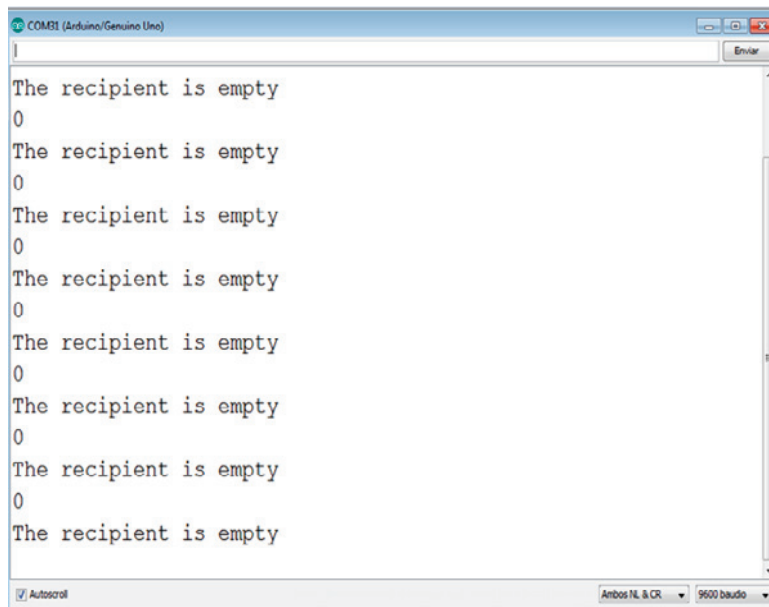 COM31 (Arduino/Genuino Uno)
Enviar
The recipient is empty
0
The recipient is empty
0
The recipient is empty
0
The recipient is empty
0
The recipient is empty
0
The recipient is empty
0
The recipient is empty
0
The recipient is empty
Autoscroll
Ambos NL & CR
9600 baudio